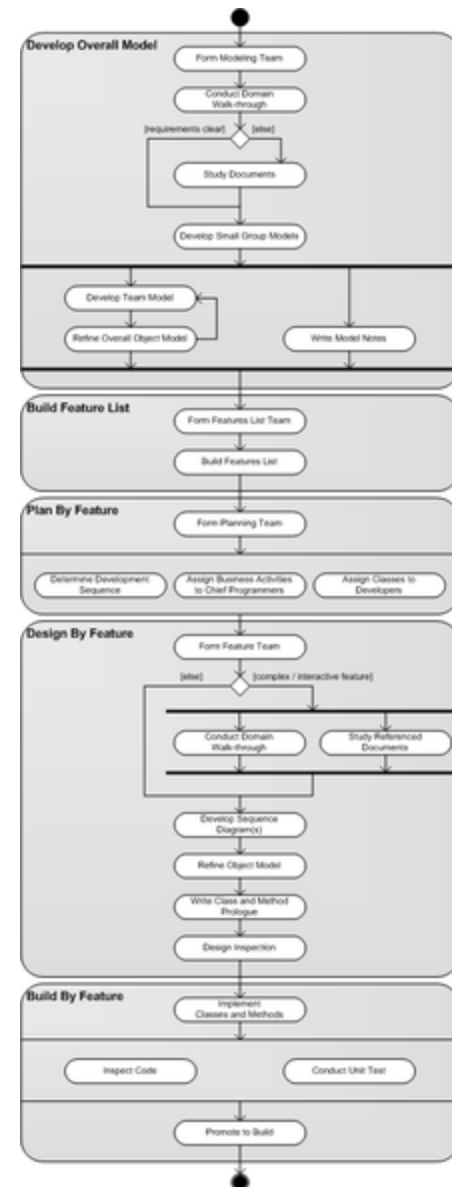 Develop Overall Model
Form Modeling Team
Conduct Domain
Walk-through
[requirements clear]
[else]
Study Documents
Develop Small Group Models
Develop Team Model
Refine Overall Object Model
Write Model Notes
Build Feature List
Form Features List Team
Build Features List
Plan By Feature
Form Planning Team
Determine Development
Sequence
Assign Business Activities
to Chief Programmers
Assign Classes to
Developers
Design By Feature
Form Feature Team
[else]
[complex / interactive feature]
Conduct Domain
Walk-through
Study Referenced
Documents
Develop Sequence
Diagram(s)
Refine Object Model
Write Class and Method
Prologue
Design Inspection
Build By Feature
Implement
Classes and Methods
Inspect Code
Conduct Unit Test
Promote to Build